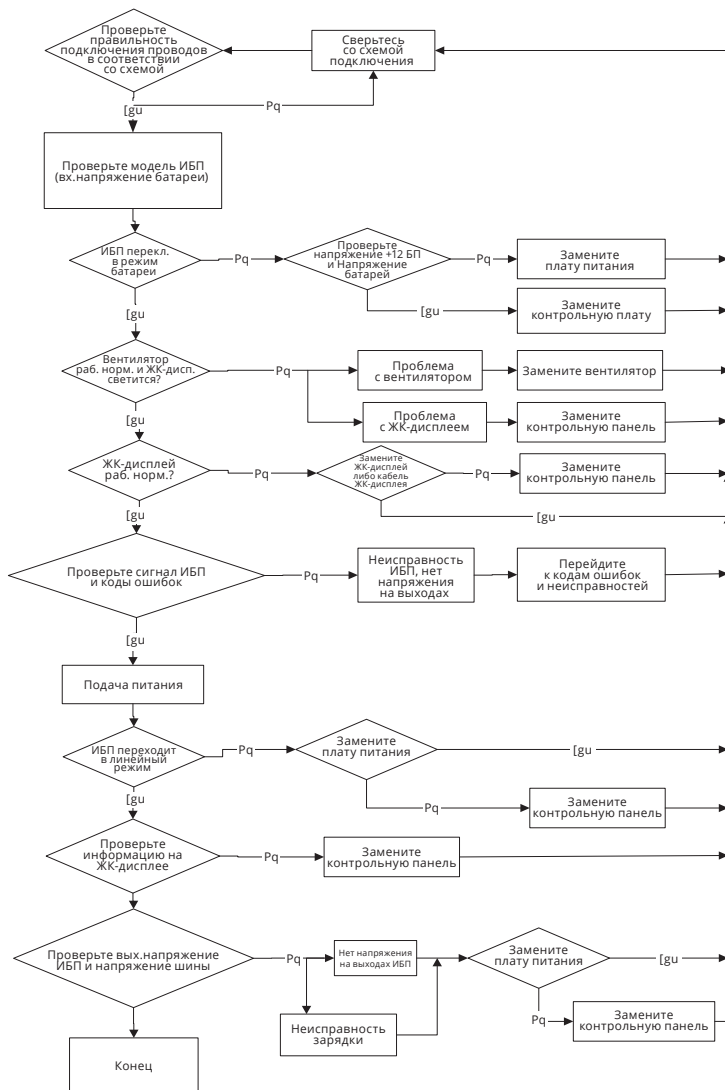 Проверьте
правильность
подключения проводов
в соответствии
со схемой
Сверьтесь
со схемой
подключения
[gu
Pq
Проверьте модель ИБП
(вх.напряжение батареи)
ИБП перекл.
в режим
батареи
Pq
Проверьте
напряжение +12 БП
и Напряжение
батарей
Pq
Замените
плату питания
[gu
[gu
Замените
контрольную плату
Вентилятор
раб. норм. и ЖК-дисп.
светится?
Pq
Проблема
с вентилятором
Замените вентилятор
[gu
Проблема
с ЖК-дисплеем
Замените
контрольную панель
ЖК-дисплей
раб. норм.?
Pq
Замените
ЖК-дисплей
либо кабель
ЖК-дисплея
Pq
Замените
контрольную панель
[gu
[gu
Проверьте сигнал ИБП
и коды ошибок
Pq
Неисправность
ИБП, нет
напряжения
на выходах
Перейдите
к кодам ошибок
и неисправностей
[gu
Подача питания
ИБП переходит
в линейный
режим
Pq
Замените
плату питания
[gu
[gu
Pq
Замените
контрольную панель
Проверьте
информацию на
ЖК-дисплее
Pq
Замените
контрольную панель
Проверьте вых.напряжение
ИБП и напряжение шины
Pq
Нет напряжения
на выходах ИБП
Замените
плату питания
[gu
Неисправность
зарядки
Pq
Замените
контрольную панель
Конец